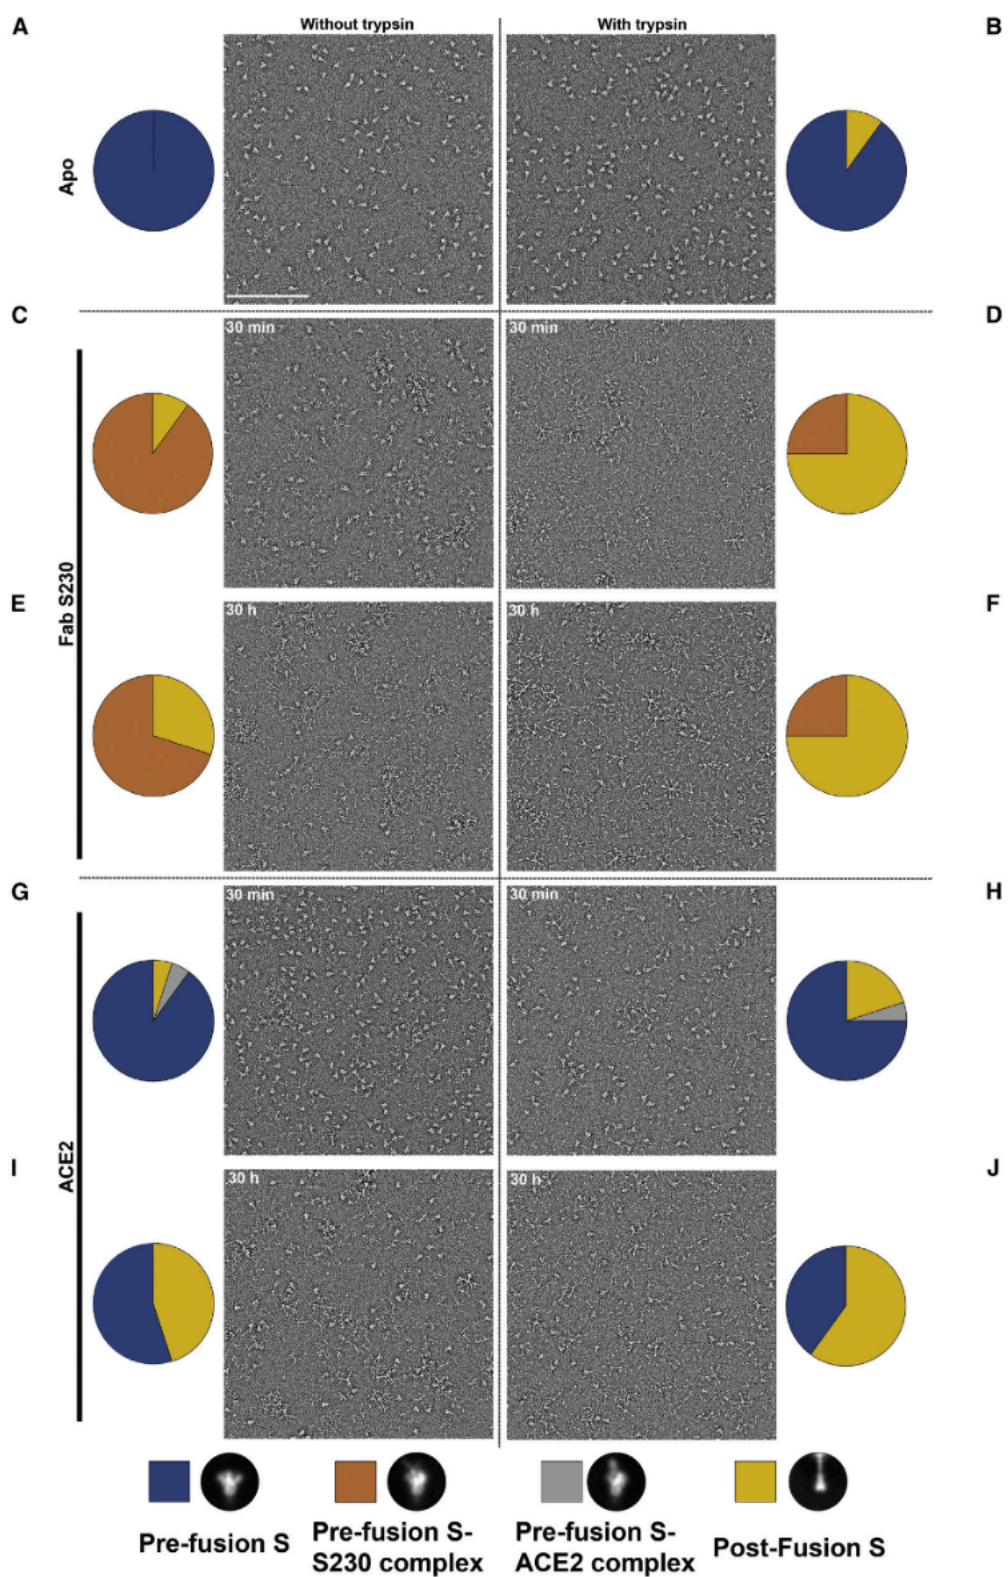 A
Without trypsin
With trypsin
B
Apo
C
30 min
30 min
D
Fab S230
E
30 h
30 h
F
G
30 min
30 min
H
ACE2
I
30 h
30 h
J
Pre-fusion S
Pre-fusion S-
S230 complex
Pre-fusion S-
ACE2 complex
Post-Fusion S